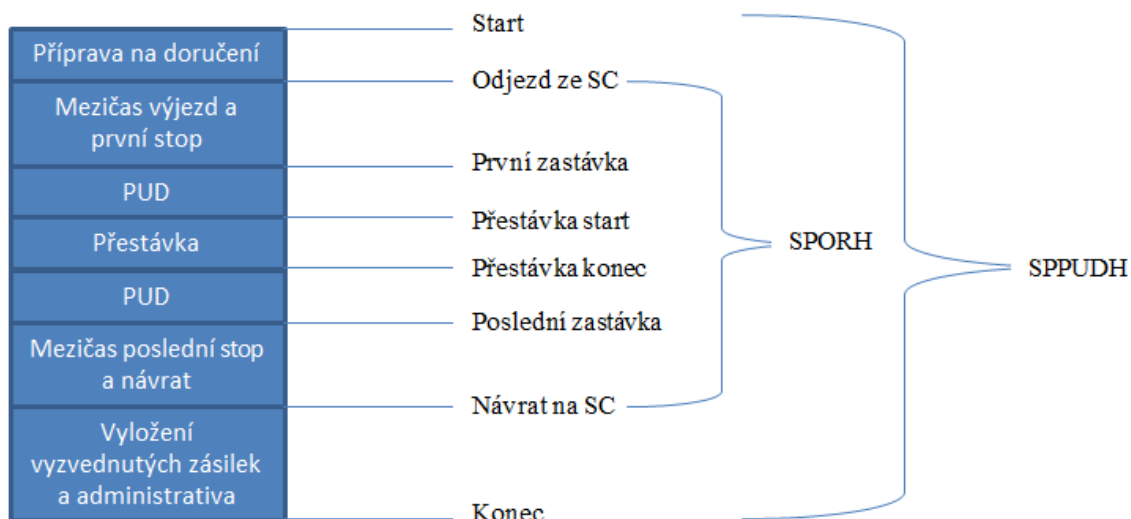 Příprava na doručení
Mezičas výjezd a
první stop
PUD
Přestávka
PUD
Mezičas poslední stop
a návrat
Vyložení
vyzvednutých zásilek
a administrativa
Start
Odjezd ze SC
První zastávka
Přestávka start
Přestávka konec
Poslední zastávka
Návrat na SC
Konec
SPORH
SPPUDH